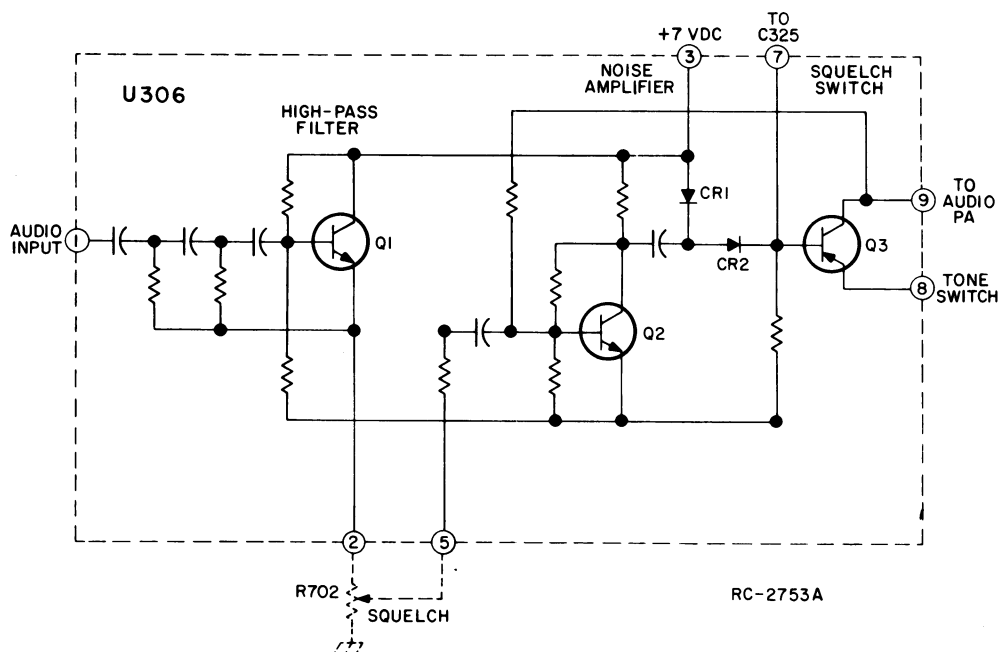 +7 VDC
TO
C325
3
7
U306
NOISE
AMPLIFIER
SQUELCH
SWITCH
HIGH-PASS
FILTER
CR1
9
TO
AUDIO
PA
AUDIO
INPUT
1
Q1
CR2
Q3
8
TONE
SWITCH
Q2
2
5
R702
SQUELCH
RC-2753A